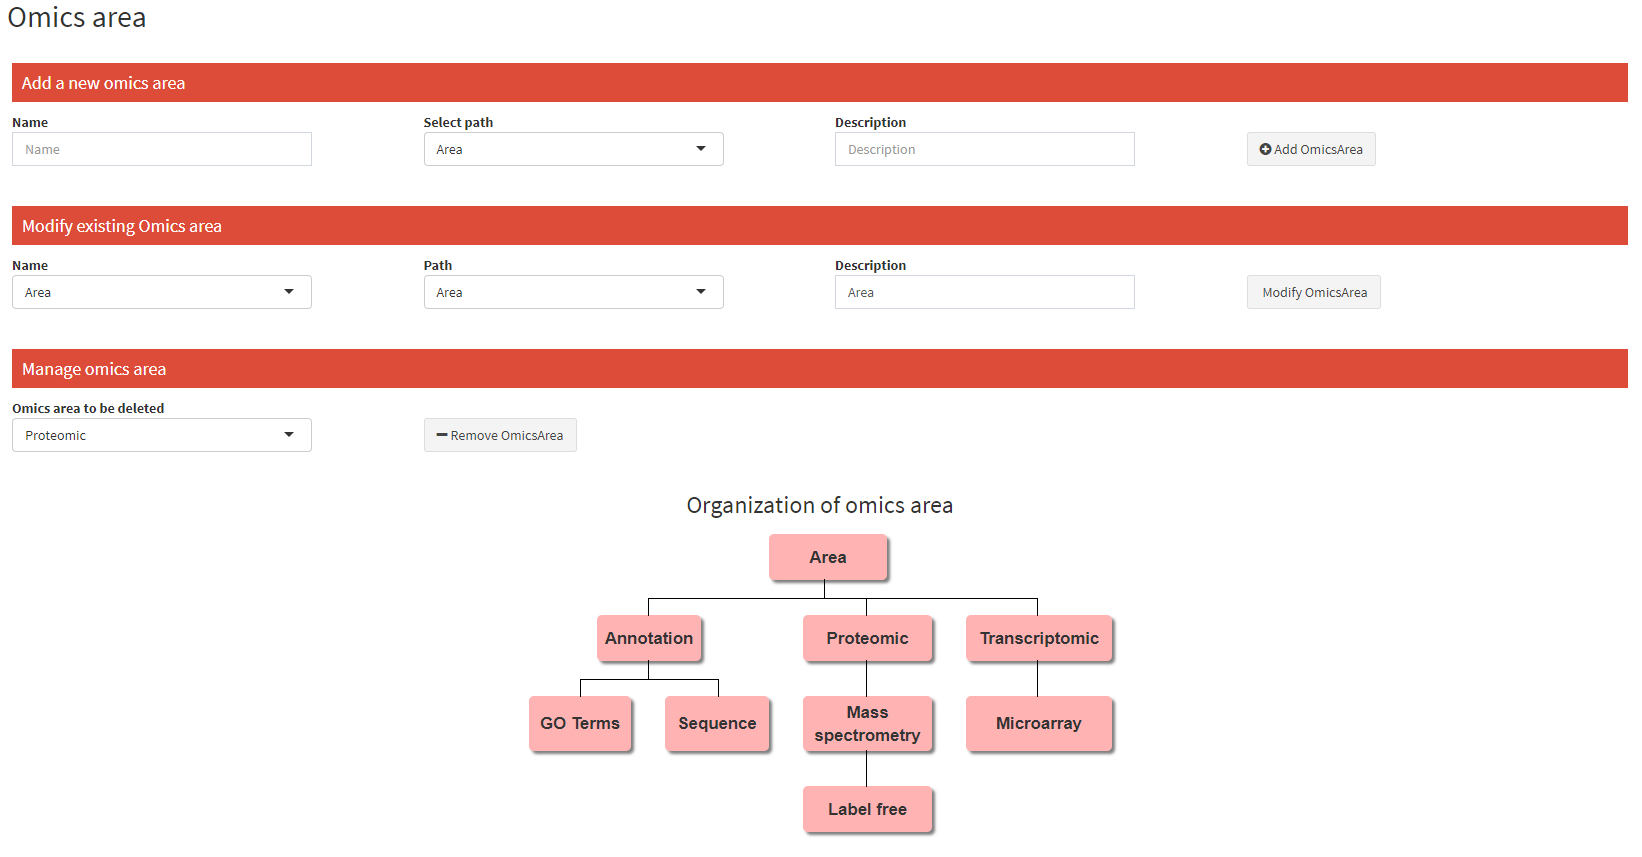 Omics area
Add a new omics area
Name Select path Description
Name Area Description Add OmicsArea
Modify existing Omics area
Name Path Description
Area Area Area Modify OmicsArea
Manage omics area
Omics area to be deleted
Proteomic Remove OmicsArea
Organization of omics area
Area
Annotation Proteomic Transcriptomic
GO Terms Sequence Mass spectrometry Microarray
Label free